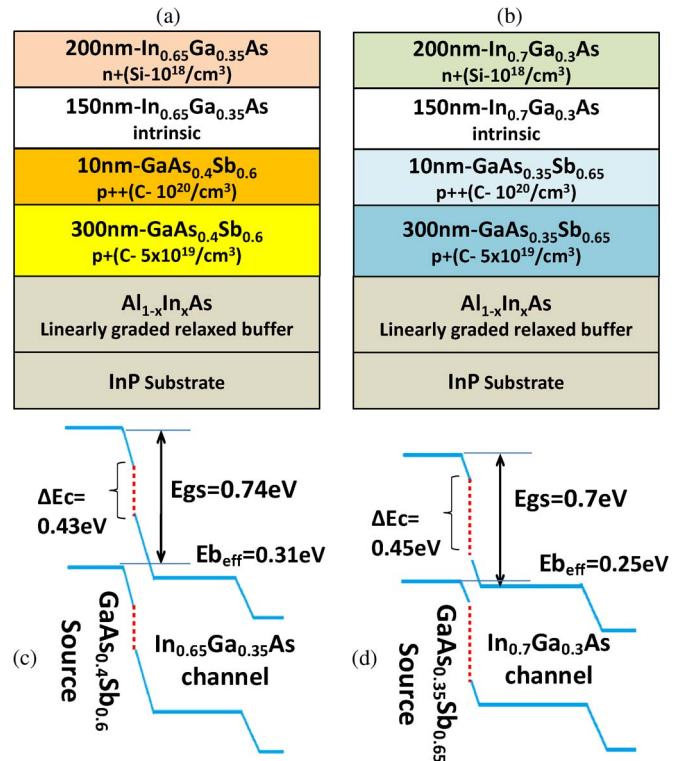 (a)
200nm-In0.65Ga0.35As
n+(Si-10^18/cm^3)
150nm-In0.65Ga0.35As
intrinsic
10nm-GaAs0.4Sb0.6
p++(C- 10^20/cm^3)
300nm-GaAs0.4Sb0.6
p+(C- 5x10^19/cm^3)
Al1-xInxAs
Linearly graded relaxed buffer
InP Substrate
(b)
200nm-In0.7Ga0.3As
n+(Si-10^18/cm^3)
150nm-In0.7Ga0.3As
intrinsic
10nm-GaAs0.35Sb0.65
p++(C- 10^20/cm^3)
300nm-GaAs0.35Sb0.65
p+(C- 5x10^19/cm^3)
Al1-xInxAs
Linearly graded relaxed buffer
InP Substrate
(c)
ΔEc=
0.43eV
Egs=0.74eV
Ebeff=0.31eV
GaAs0.4Sb0.6
Source
In0.65Ga0.35As
channel
(d)
ΔEc=
0.45eV
Egs=0.7eV
Ebeff=0.25eV
GaAs0.35Sb0.65
Source
In0.7Ga0.3As
channel